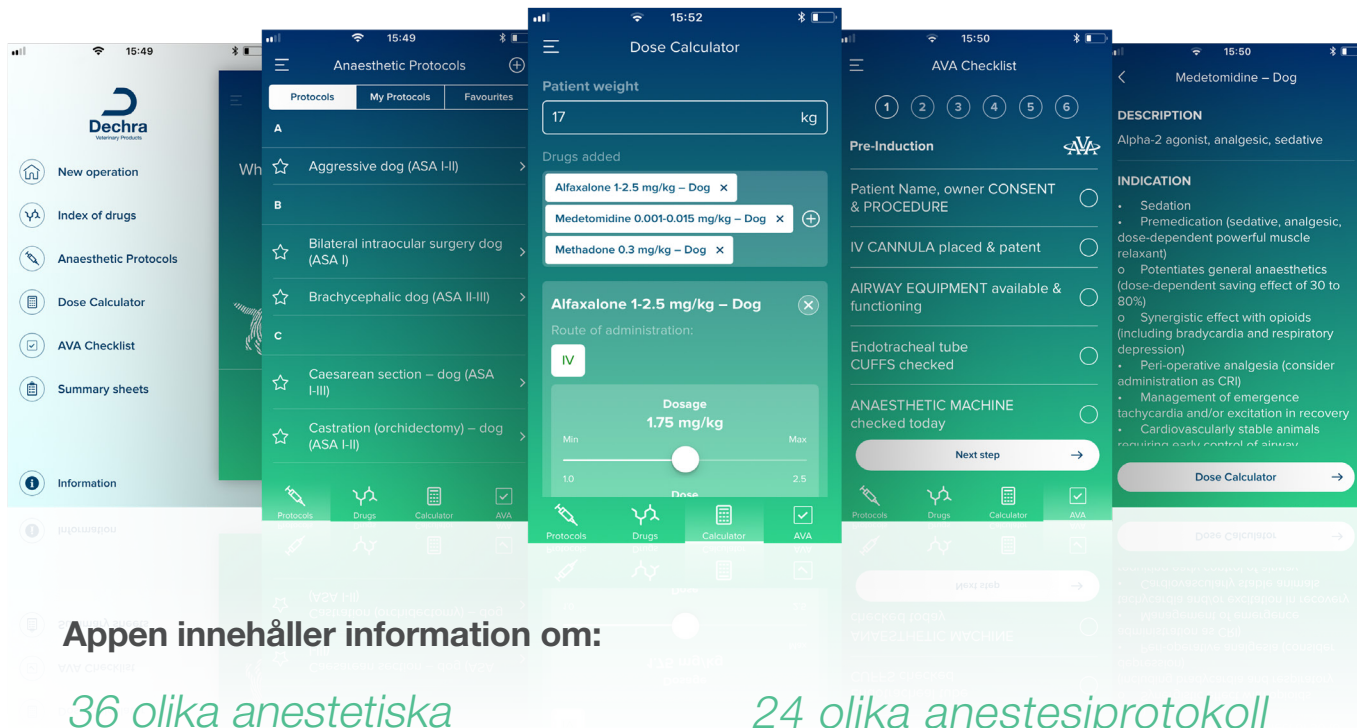 15:49
Dechra
Veterinary Products
New operation
Index of drugs
Anaesthetic Protocols
Dose Calculator
AVA Checklist
Summary sheets
Information
Wh
15:49
Anaesthetic Protocols
Protocols My Protocols Favourites
A
Aggressive dog (ASA I-II)
B
Bilateral intraocular surgery dog
(ASA I)
Brachycephalic dog (ASA II-III)
C
Caesarean section – dog (ASA
I-III)
Castration (orchidectomy) – dog
(ASA I-II)
Protocols Drugs Calculator AVA
15:52
Dose Calculator
Patient weight
17 kg
Drugs added
Alfaxalone 1-2.5 mg/kg – Dog ×
Medetomidine 0.001-0.015 mg/kg – Dog ×
Methadone 0.3 mg/kg – Dog ×
Alfaxalone 1-2.5 mg/kg – Dog
Route of administration:
IV
Dosage
1.75 mg/kg
Min Max
1.0 2.5
Dose
Protocols Drugs Calculator AVA
15:50
AVA Checklist
1 2 3 4 5 6
Pre-Induction AVA
Patient Name, owner CONSENT
& PROCEDURE
IV CANNULA placed & patent
AIRWAY EQUIPMENT available &
functioning
Endotracheal tube
CUFFS checked
ANAESTHETIC MACHINE
checked today
Next step →
Protocols Drugs Calculator AVA
15:50
Medetomidine – Dog
DESCRIPTION
Alpha-2 agonist, analgesic, sedative
INDICATION
• Sedation
• Premedication (sedative, analgesic,
dose-dependent powerful muscle
relaxant)
o Potentiates general anaesthetics
(dose-dependent saving effect of 30 to
80%)
o Synergistic effect with opioids
(including bradycardia and respiratory
depression)
• Peri-operative analgesia (consider
administration as CRI)
• Management of emergence
tachycardia and/or excitation in recovery
• Cardiovascularly stable animals
requiring early control of airway
Dose Calculator →
Appen innehåller information om:
36 olika anestetiska
24 olika anestesiprotokoll